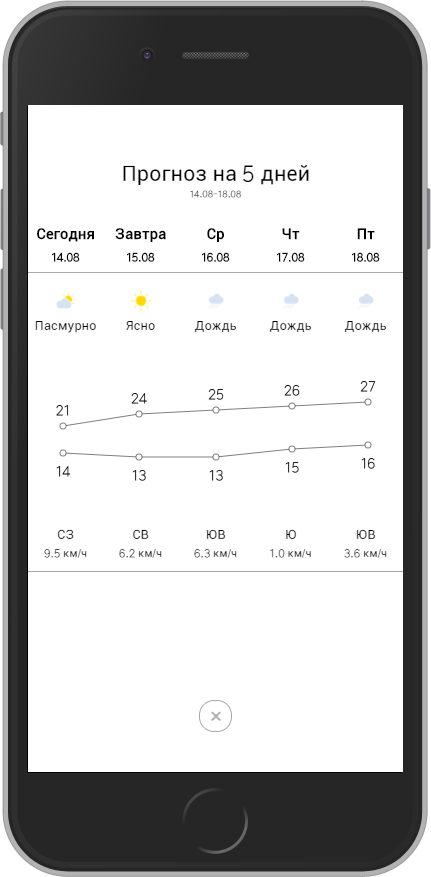 Прогноз на 5 дней
14.08-18.08
Сегодня Завтра Ср Чт Пт
14.08 15.08 16.08 17.08 18.08
Пасмурно Ясно Дождь Дождь Дождь
21 24 25 26 27
14 13 13 15 16
СЗ СВ ЮВ Ю ЮВ
9.5 км/ч 6.2 км/ч 6.3 км/ч 1.0 км/ч 3.6 км/ч